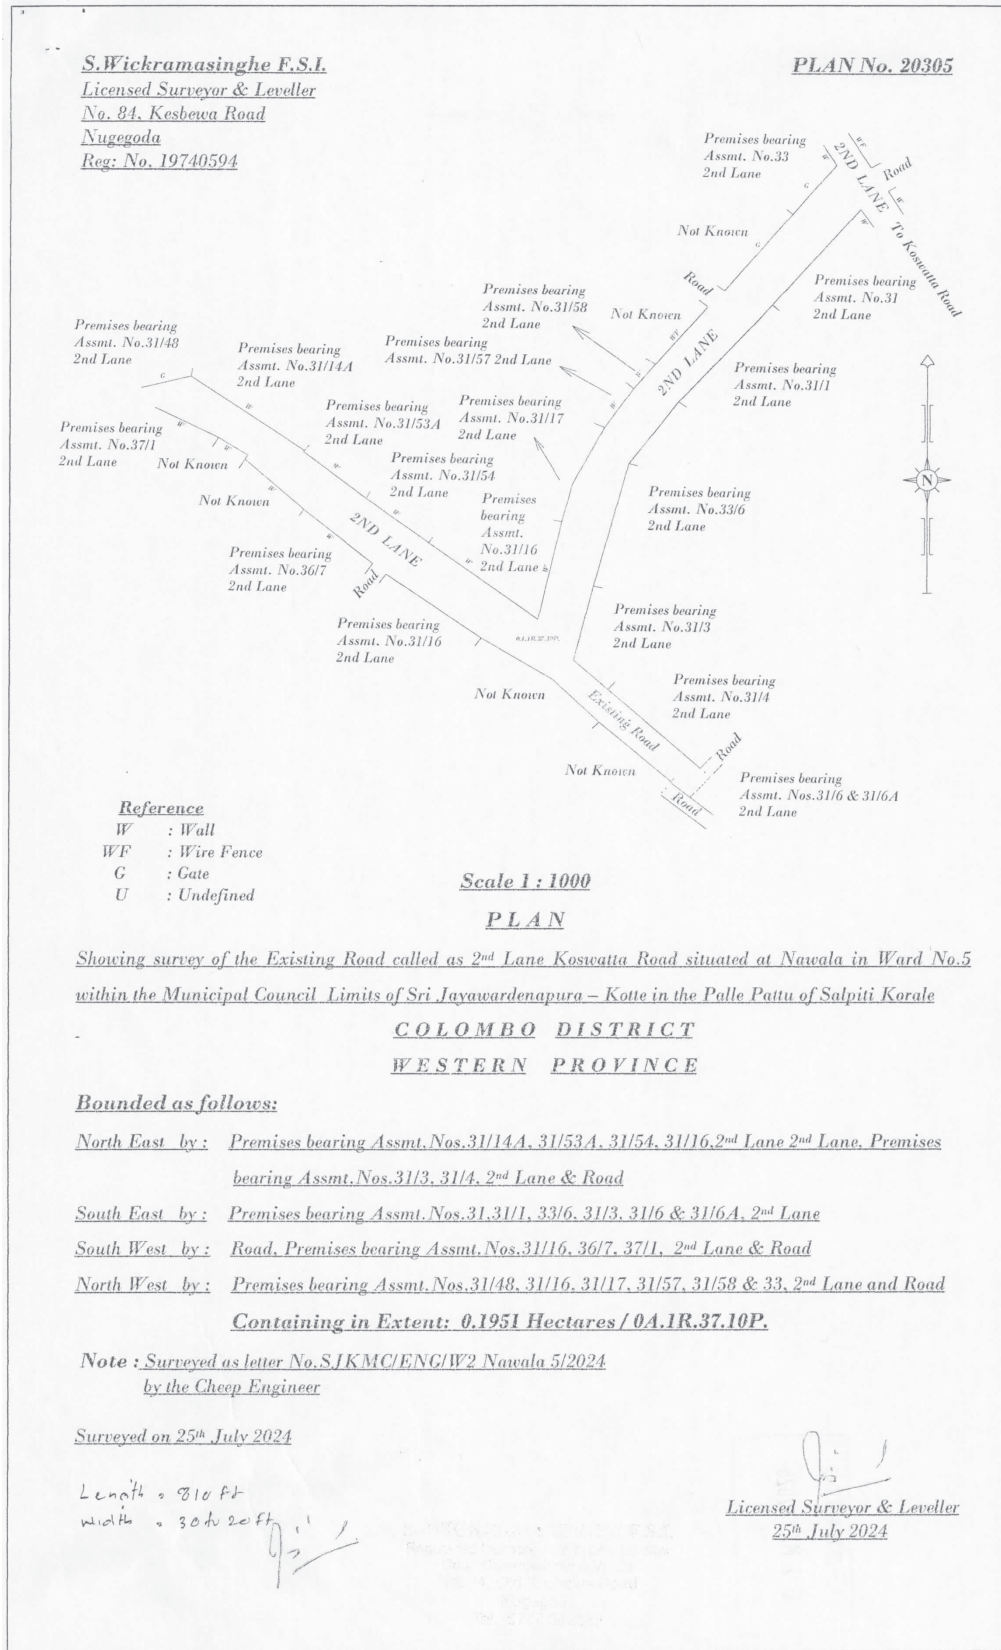 S.Wickramasinghe F.S.I.
Licensed Surveyor & Leveller
No. 84, Kesbewa Road
Nugegoda
Reg: No. 19740594
PLAN No. 20305
Premises bearing
Assmt. No.33
2nd Lane
WF
W
2ND LANE
Road
W
W
To Koswatta Road
G
Not Known
G
Road
Premises bearing
Assmt. No.31
2nd Lane
Premises bearing
Assmt. No.31/58
2nd Lane
Not Known
WF
2ND LANE
Premises bearing
Assmt. No.31/1
2nd Lane
Premises bearing
Assmt. No.31/57 2nd Lane
W
W
Premises bearing
Assmt. No.31/48
2nd Lane
G
Premises bearing
Assmt. No.31/14A
2nd Lane
W
Premises bearing
Assmt. No.31/53A
2nd Lane
W
Premises bearing
Assmt. No.31/17
2nd Lane
Premises bearing
Assmt. No.37/1
2nd Lane
W
W
Not Known
W
Not Known
W
Premises bearing
Assmt. No.31/54
2nd Lane
W
Premises
bearing
Assmt.
No.31/16
2nd Lane
W
Premises bearing
Assmt. No.33/6
2nd Lane
N
2ND LANE
Premises bearing
Assmt. No.36/7
2nd Lane
Road
Premises bearing
Assmt. No.31/16
2nd Lane
0A.1R.37.10P.
Premises bearing
Assmt. No.31/3
2nd Lane
Not Known
Existing Road
Premises bearing
Assmt. No.31/4
2nd Lane
Road
Not Known
Road
Premises bearing
Assmt. Nos.31/6 & 31/6A
2nd Lane
Reference
W : Wall
WF : Wire Fence
G : Gate
U : Undefined
Scale 1 : 1000
PLAN
Showing survey of the Existing Road called as 2nd Lane Koswatta Road situated at Nawala in Ward No.5
within the Municipal Council Limits of Sri Jayawardenapura – Kotte in the Palle Pattu of Salpiti Korale
COLOMBO DISTRICT
WESTERN PROVINCE
Bounded as follows:
North East by : Premises bearing Assmt.Nos.31/14A, 31/53A, 31/54, 31/16,2nd Lane 2nd Lane, Premises
bearing Assmt.Nos.31/3, 31/4, 2nd Lane & Road
South East by : Premises bearing Assmt.Nos.31,31/1, 33/6, 31/3, 31/6 & 31/6A, 2nd Lane
South West by : Road, Premises bearing Assmt.Nos.31/16, 36/7, 37/1, 2nd Lane & Road
North West by : Premises bearing Assmt.Nos.31/48, 31/16, 31/17, 31/57, 31/58 & 33, 2nd Lane and Road
Containing in Extent: 0.1951 Hectares / 0A.1R.37.10P.
Note : Surveyed as letter No.SJKMC/ENG/W2 Nawala 5/2024
by the Cheep Engineer
Surveyed on 25th July 2024
Length = 810 ft
Width = 30 to 20 ft
Licensed Surveyor & Leveller
25th July 2024